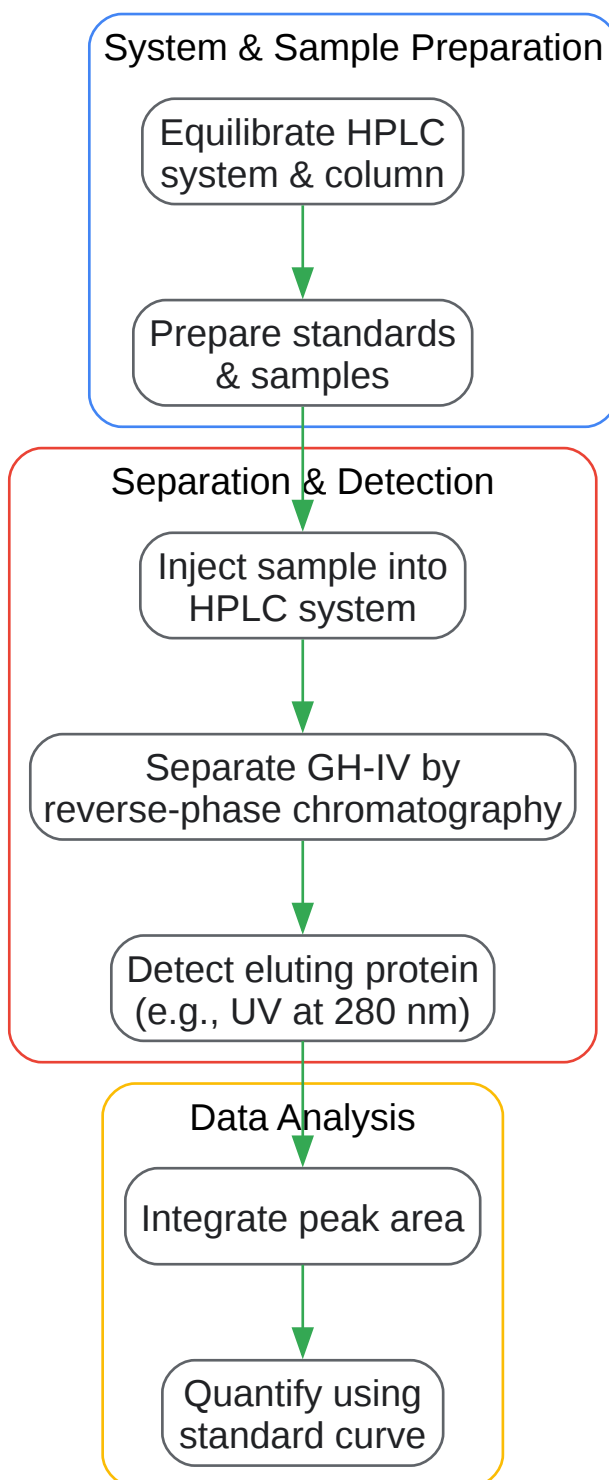 System & Sample Preparation
Equilibrate HPLC
system & column
Prepare standards
& samples
Separation & Detection
Inject sample into
HPLC system
Separate GH-IV by
reverse-phase chromatography
Detect eluting protein
(e.g., UV at 280 nm)
Data Analysis
Integrate peak area
Quantify using
standard curve